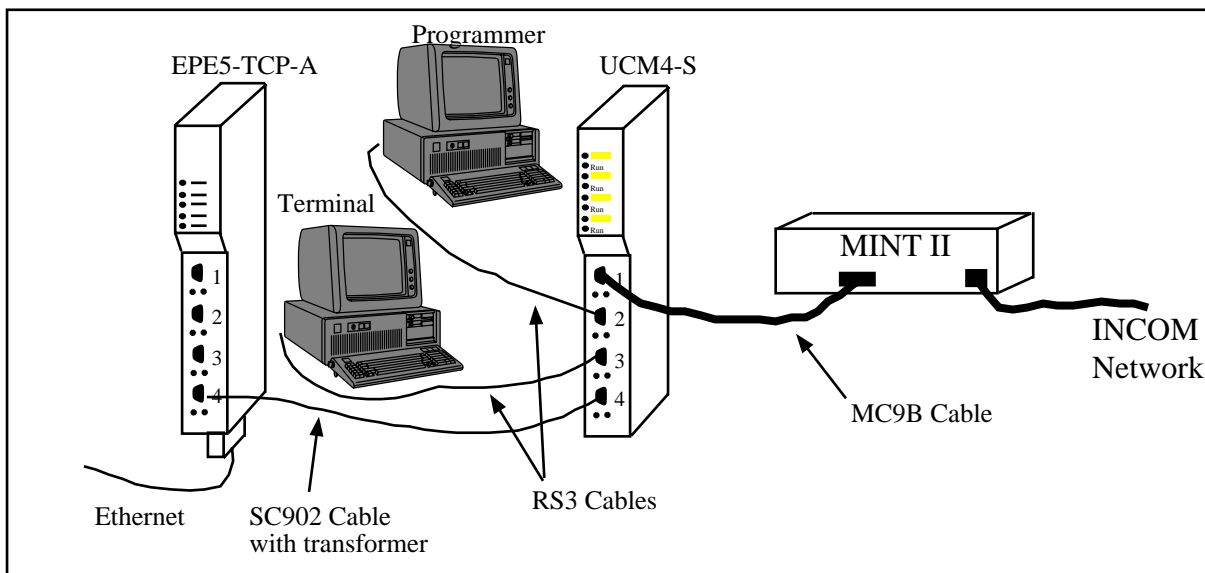 Programmer
EPE5-TCP-A
UCM4-S
Run
Run
Run
Run
Terminal
MINT II
1
2
3
4
1
2
3
4
INCOM
Network
MC9B Cable
RS3 Cables
Ethernet
SC902 Cable
with transformer